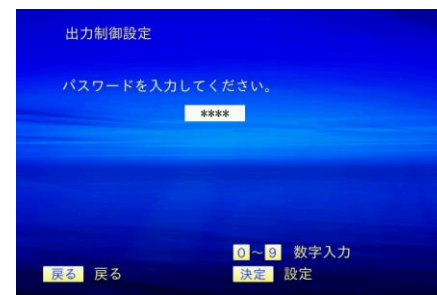 出力制御設定
パスワードを入力してください。
****
0～9 数字入力
戻る 戻る 決定 設定